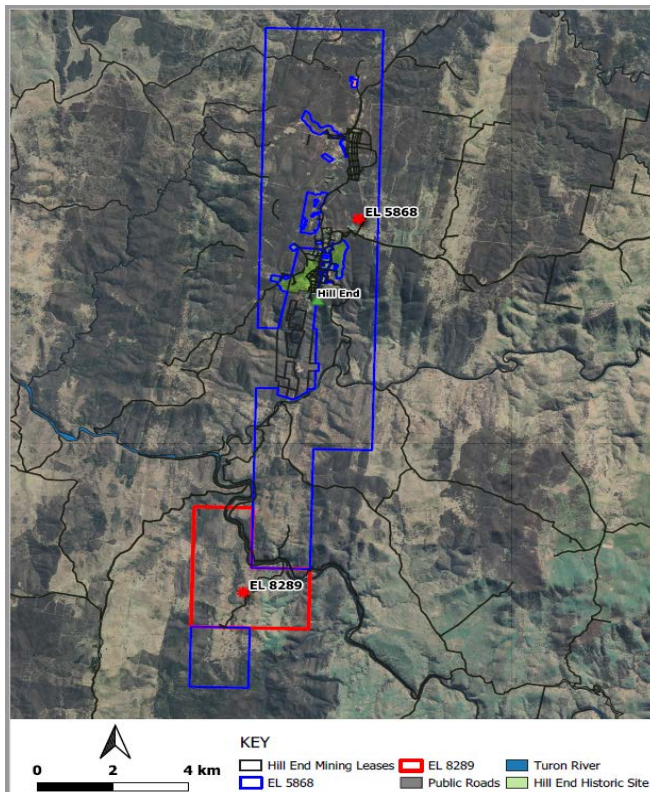 EL 5868
Hill End
EL 8289
KEY
Hill End Mining Leases EL 8289 Turon River
EL 5868 Public Roads Hill End Historic Site
0 2 4 km